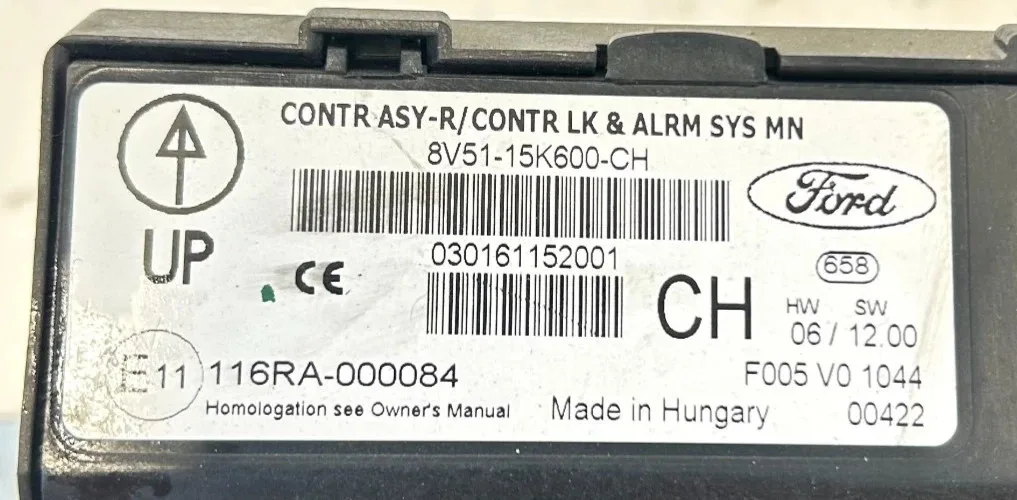 CONTR ASY-R/CONTR LK & ALRM SYS MN
8V51-15K600-CH
Ford
UP
030161152001
CE
658
CH
HW SW
06/12.00
E11 116RA-000084
F005 V0 1044
Homologation see Owner's Manual
Made in Hungary
00422